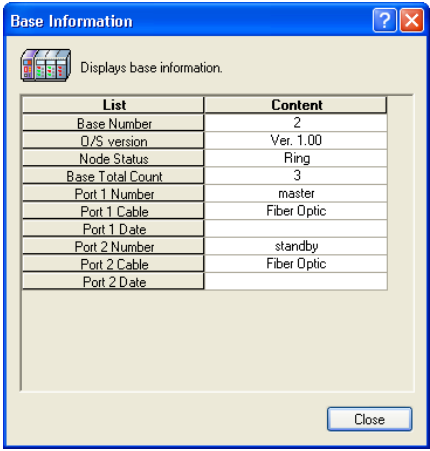 Base Information
Displays base information.
List Content
Base Number 2
O/S version Ver. 1.00
Node Status Ring
Base Total Count 3
Port 1 Number master
Port 1 Cable Fiber Optic
Port 1 Date
Port 2 Number standby
Port 2 Cable Fiber Optic
Port 2 Date
Close